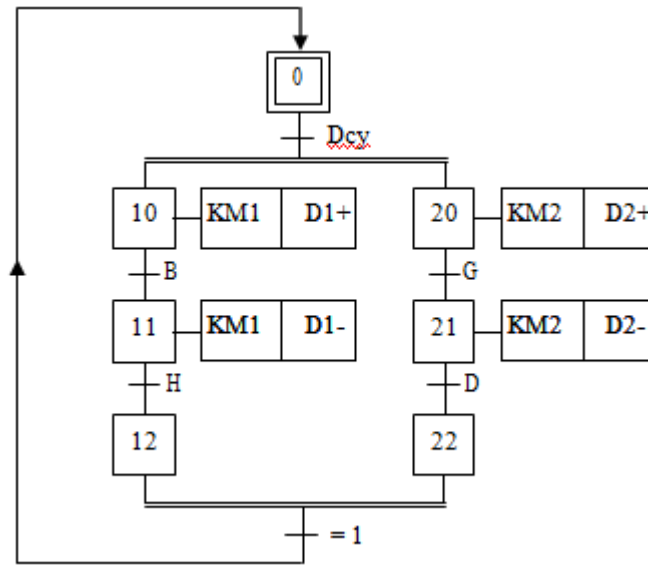 0
Dcy
10 KM1 D1+ 20 KM2 D2+
B G
11 KM1 D1- 21 KM2 D2-
H D
12 22
= 1